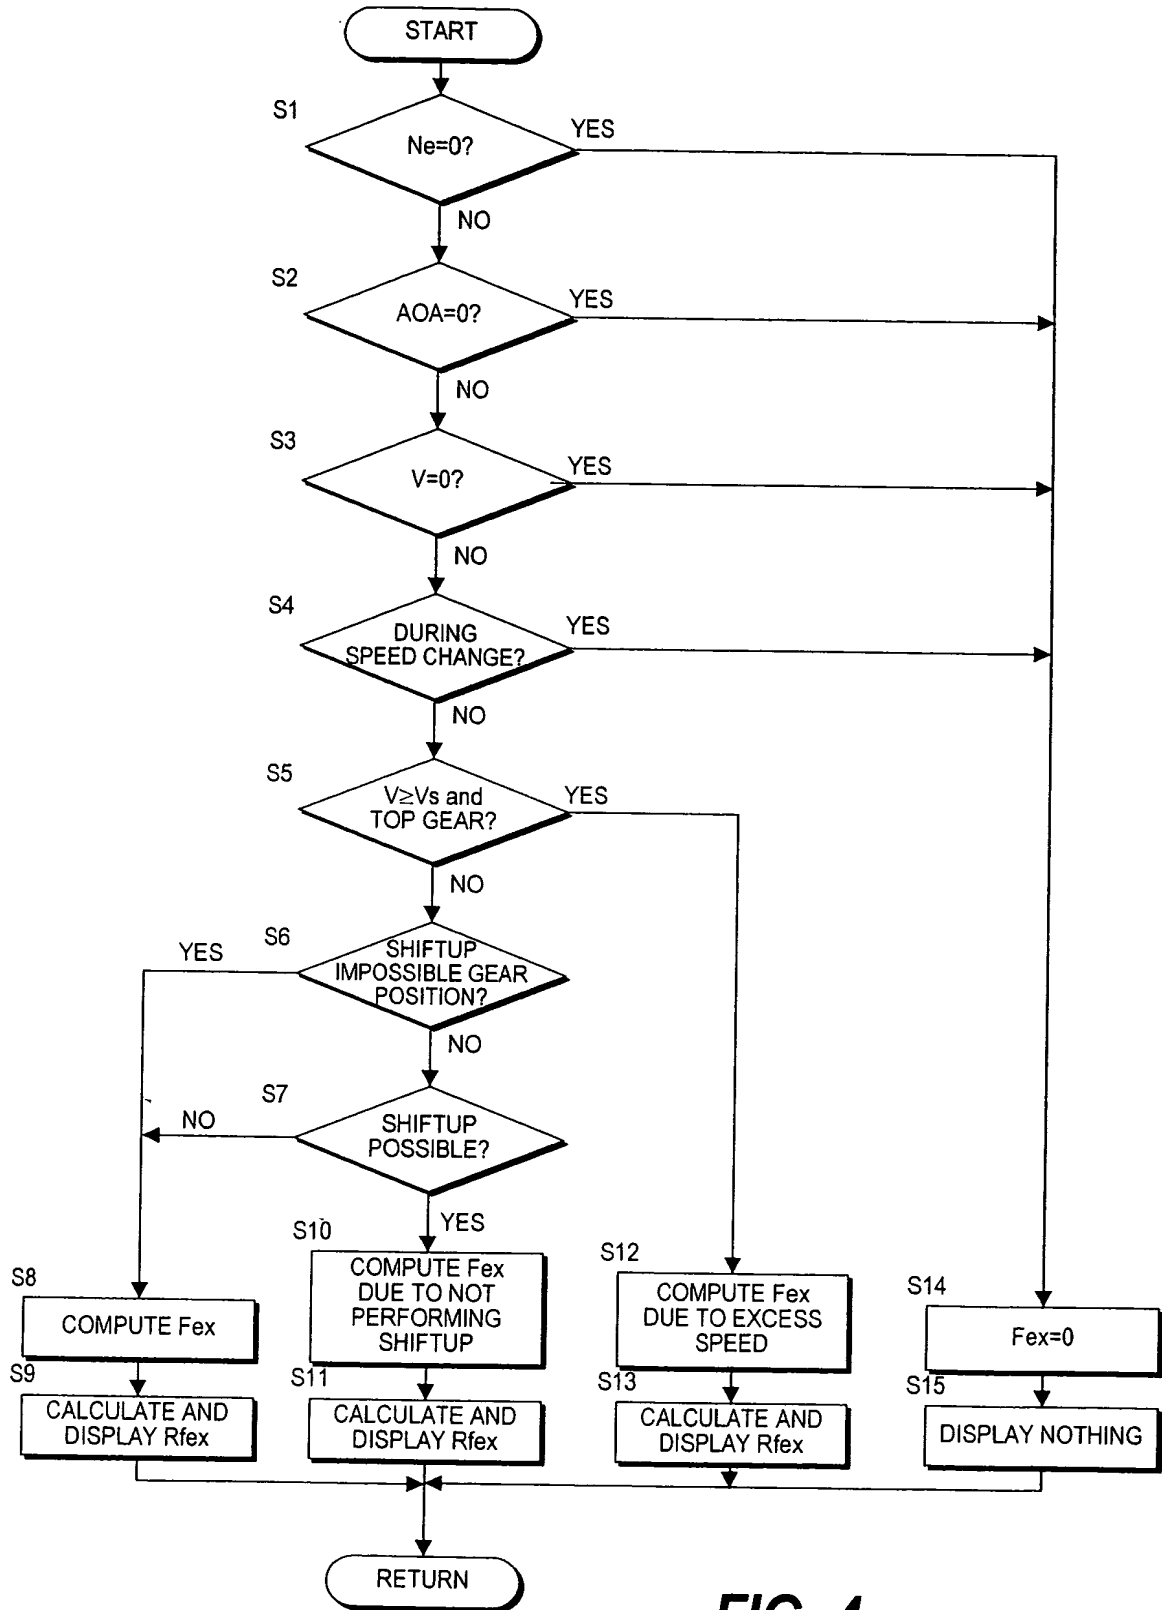 START
S1
Ne=0?
YES
NO
S2
AOA=0?
YES
NO
S3
V=0?
YES
NO
S4
DURING
SPEED CHANGE?
YES
NO
S5
V≥Vs and
TOP GEAR?
YES
NO
S6
YES
SHIFTUP
IMPOSSIBLE GEAR
POSITION?
NO
S7
NO
SHIFTUP
POSSIBLE?
YES
S8
COMPUTE Fex
S9
CALCULATE AND
DISPLAY Rfex
S10
COMPUTE Fex
DUE TO NOT
PERFORMING
SHIFTUP
S11
CALCULATE AND
DISPLAY Rfex
S12
COMPUTE Fex
DUE TO EXCESS
SPEED
S13
CALCULATE AND
DISPLAY Rfex
S14
Fex=0
S15
DISPLAY NOTHING
RETURN